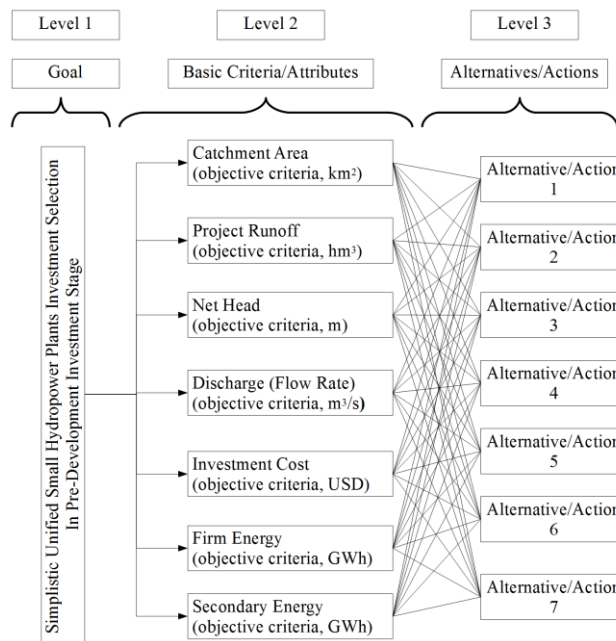 Level 1
Level 2
Level 3
Goal
Basic Criteria/Attributes
Alternatives/Actions
Simplistic Unified Small Hydropower Plants Investment Selection
In Pre-Development Investment Stage
Catchment Area
(objective criteria, km²)
Project Runoff
(objective criteria, hm³)
Net Head
(objective criteria, m)
Discharge (Flow Rate)
(objective criteria, m³/s)
Investment Cost
(objective criteria, USD)
Firm Energy
(objective criteria, GWh)
Secondary Energy
(objective criteria, GWh)
Alternative/Action
1
Alternative/Action
2
Alternative/Action
3
Alternative/Action
4
Alternative/Action
5
Alternative/Action
6
Alternative/Action
7